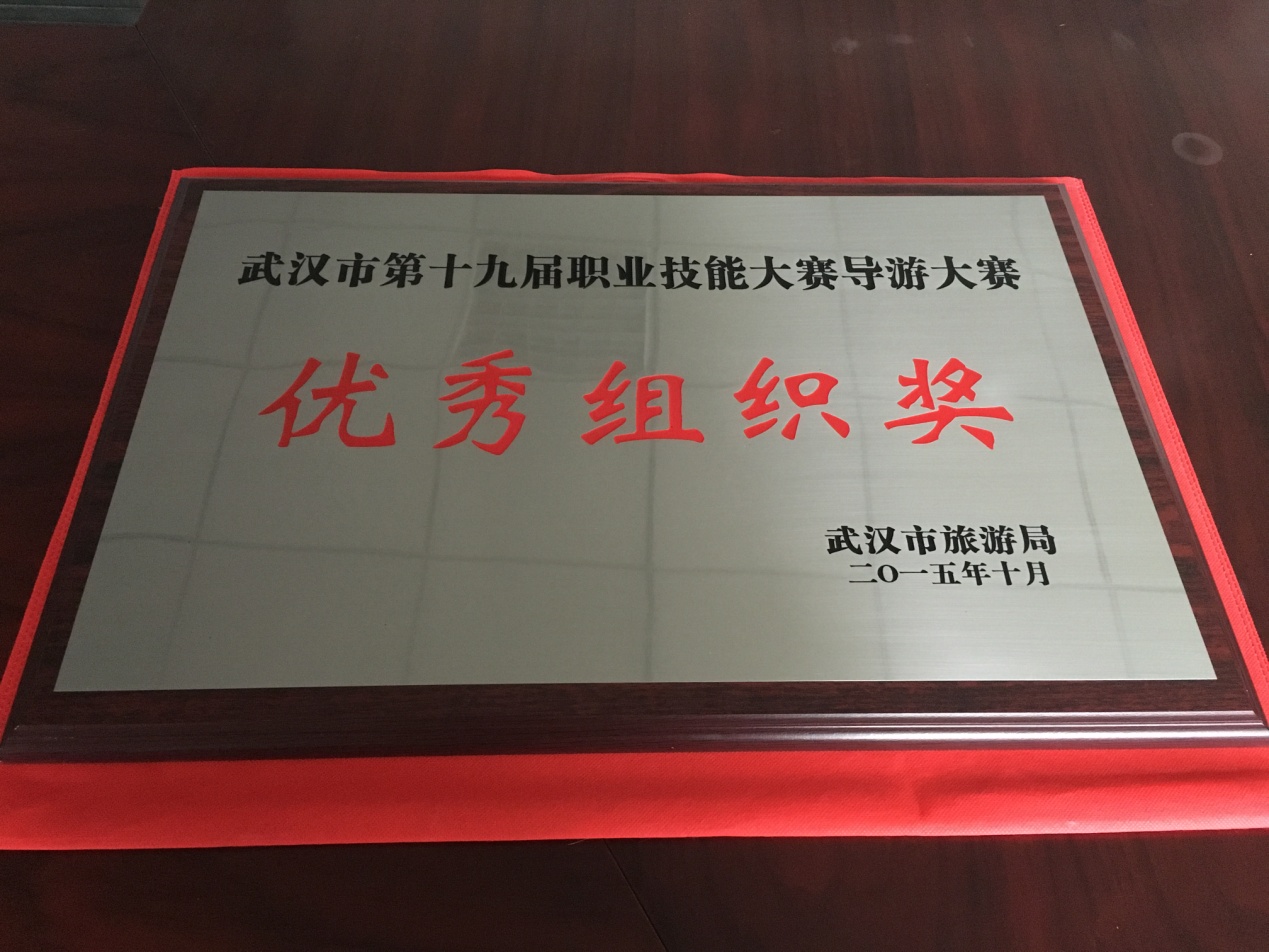 武汉市第十九届职业技能大赛导游大赛
优秀组织奖
武汉市旅游局
二〇一五年十月